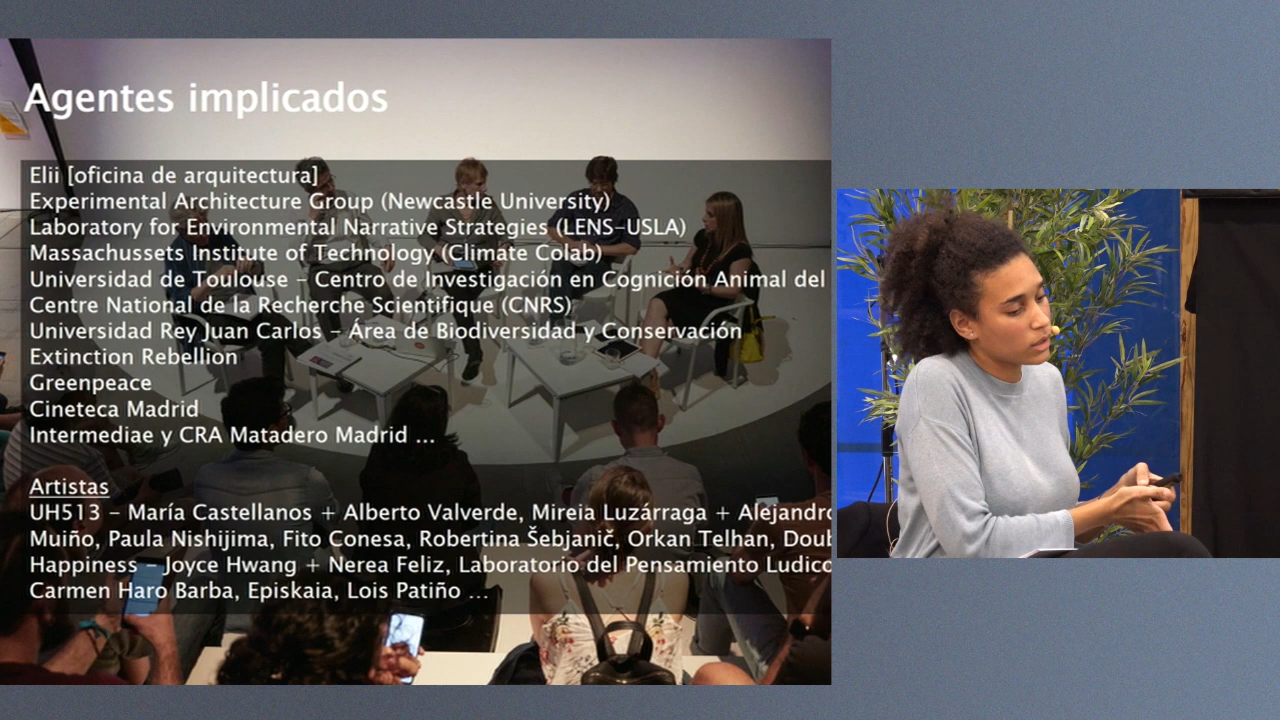 Agentes implicados
Elii [oficina de arquitectura]
Experimental Architecture Group (Newcastle University)
Laboratory for Environmental Narrative Strategies (LENS-USLA)
Massachussets Institute of Technology (Climate Colab)
Universidad de Toulouse – Centro de Investigación en Cognición Animal del
Centre National de la Recherche Scientifique (CNRS)
Universidad Rey Juan Carlos – Área de Biodiversidad y Conservación
Extinction Rebellion
Greenpeace
Cineteca Madrid
Intermediae y CRA Matadero Madrid ...
Artistas
UH513 – María Castellanos + Alberto Valverde, Mireia Luzárraga + Alejandro
Muiño, Paula Nishijima, Fito Conesa, Robertina Šebjanič, Orkan Telhan, Doub
Happiness – Joyce Hwang + Nerea Feliz, Laboratorio del Pensamiento Ludico
Carmen Haro Barba, Episkaia, Lois Patiño ...